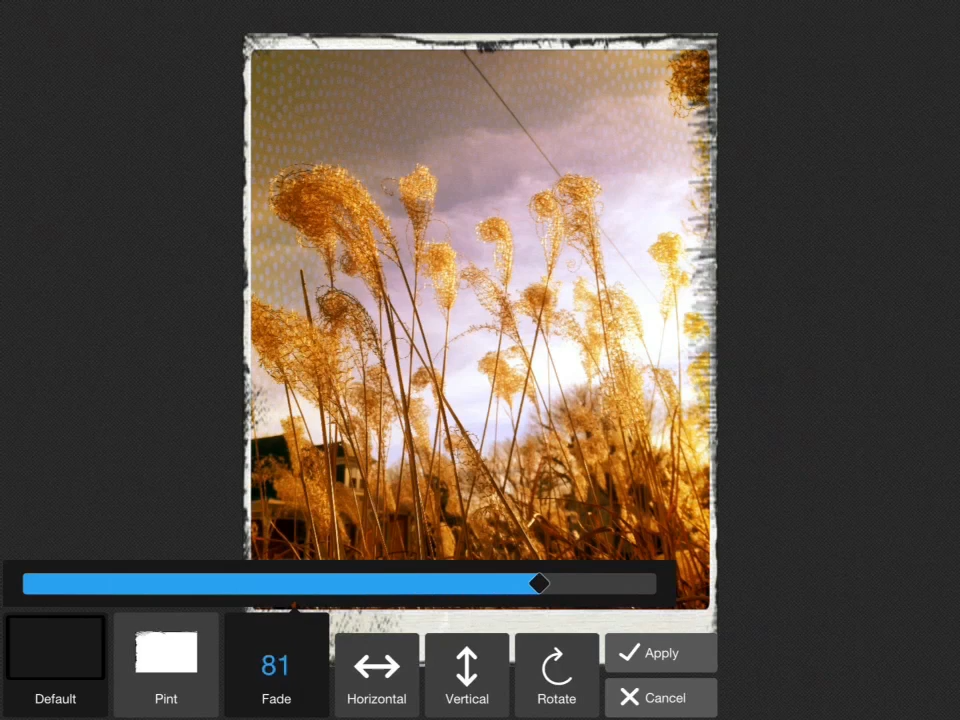 81
Default
Pint
Fade
Horizontal
Vertical
Rotate
Apply
Cancel